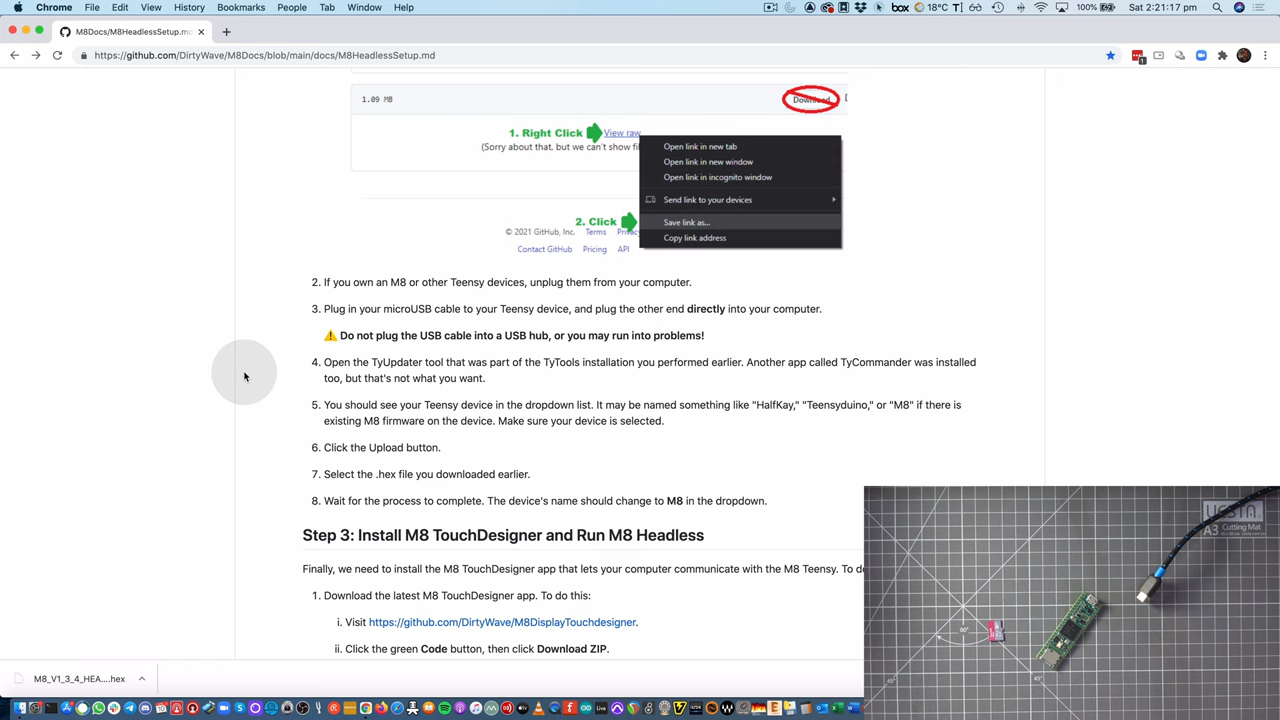 Chrome File Edit View History Bookmarks People Tab Window Help
box 18°C 100% Sat 2:21:17 pm
M8Docs/M8HeadlessSetup.md
https://github.com/DirtyWave/M8Docs/blob/main/docs/M8HeadlessSetup.md
1.09 MB Download
1. Right Click View raw
(Sorry about that, but we can't show
Open link in new tab
Open link in new window
Open link in incognito window
Send link to your devices
2. Click Save link as...
© 2021 GitHub, Inc. Terms
Copy link address
Contact GitHub Pricing API
2. If you own an M8 or other Teensy devices, unplug them from your computer.
3. Plug in your microUSB cable to your Teensy device, and plug the other end directly into your computer.
⚠️ Do not plug the USB cable into a USB hub, or you may run into problems!
4. Open the TyUpdater tool that was part of the TyTools installation you performed earlier. Another app called TyCommander was installed
too, but that's not what you want.
5. You should see your Teensy device in the dropdown list. It may be named something like "HalfKay," "Teensyduino," or "M8" if there is
existing M8 firmware on the device. Make sure your device is selected.
6. Click the Upload button.
7. Select the .hex file you downloaded earlier.
8. Wait for the process to complete. The device's name should change to M8 in the dropdown.
Step 3: Install M8 TouchDesigner and Run M8 Headless
Finally, we need to install the M8 TouchDesigner app that lets your computer communicate with the M8 Teensy. To do
1. Download the latest M8 TouchDesigner app. To do this:
i. Visit https://github.com/DirtyWave/M8DisplayTouchdesigner.
ii. Click the green Code button, then click Download ZIP.
M8_V1_3_4_HEA....hex
A3 Cutting Mat
90°
45°
45°